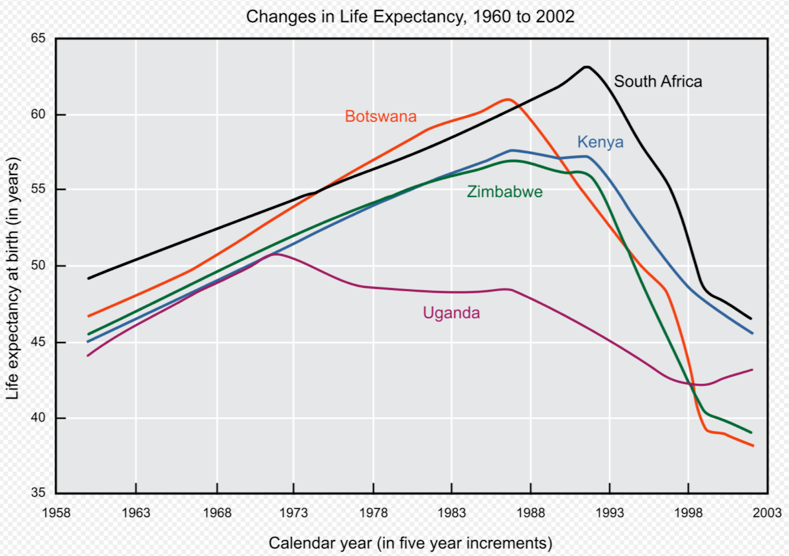 Changes in Life Expectancy, 1960 to 2002
65
60
55
50
45
40
35
Life expectancy at birth (in years)
South Africa
Botswana
Kenya
Zimbabwe
Uganda
1958 1963 1968 1973 1978 1983 1988 1993 1998 2003
Calendar year (in five year increments)